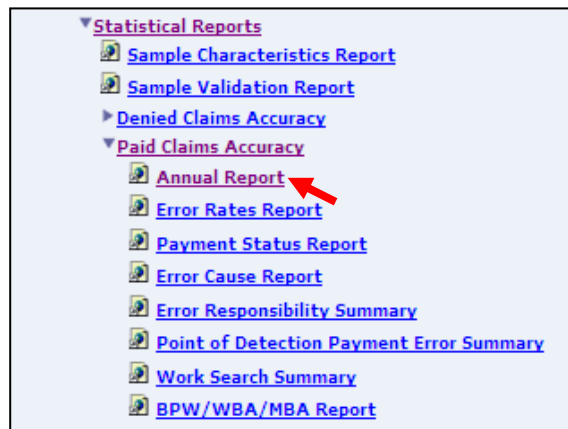 Statistical Reports
Sample Characteristics Report
Sample Validation Report
Denied Claims Accuracy
Paid Claims Accuracy
Annual Report
Error Rates Report
Payment Status Report
Error Cause Report
Error Responsibility Summary
Point of Detection Payment Error Summary
Work Search Summary
BPW/WBA/MBA Report